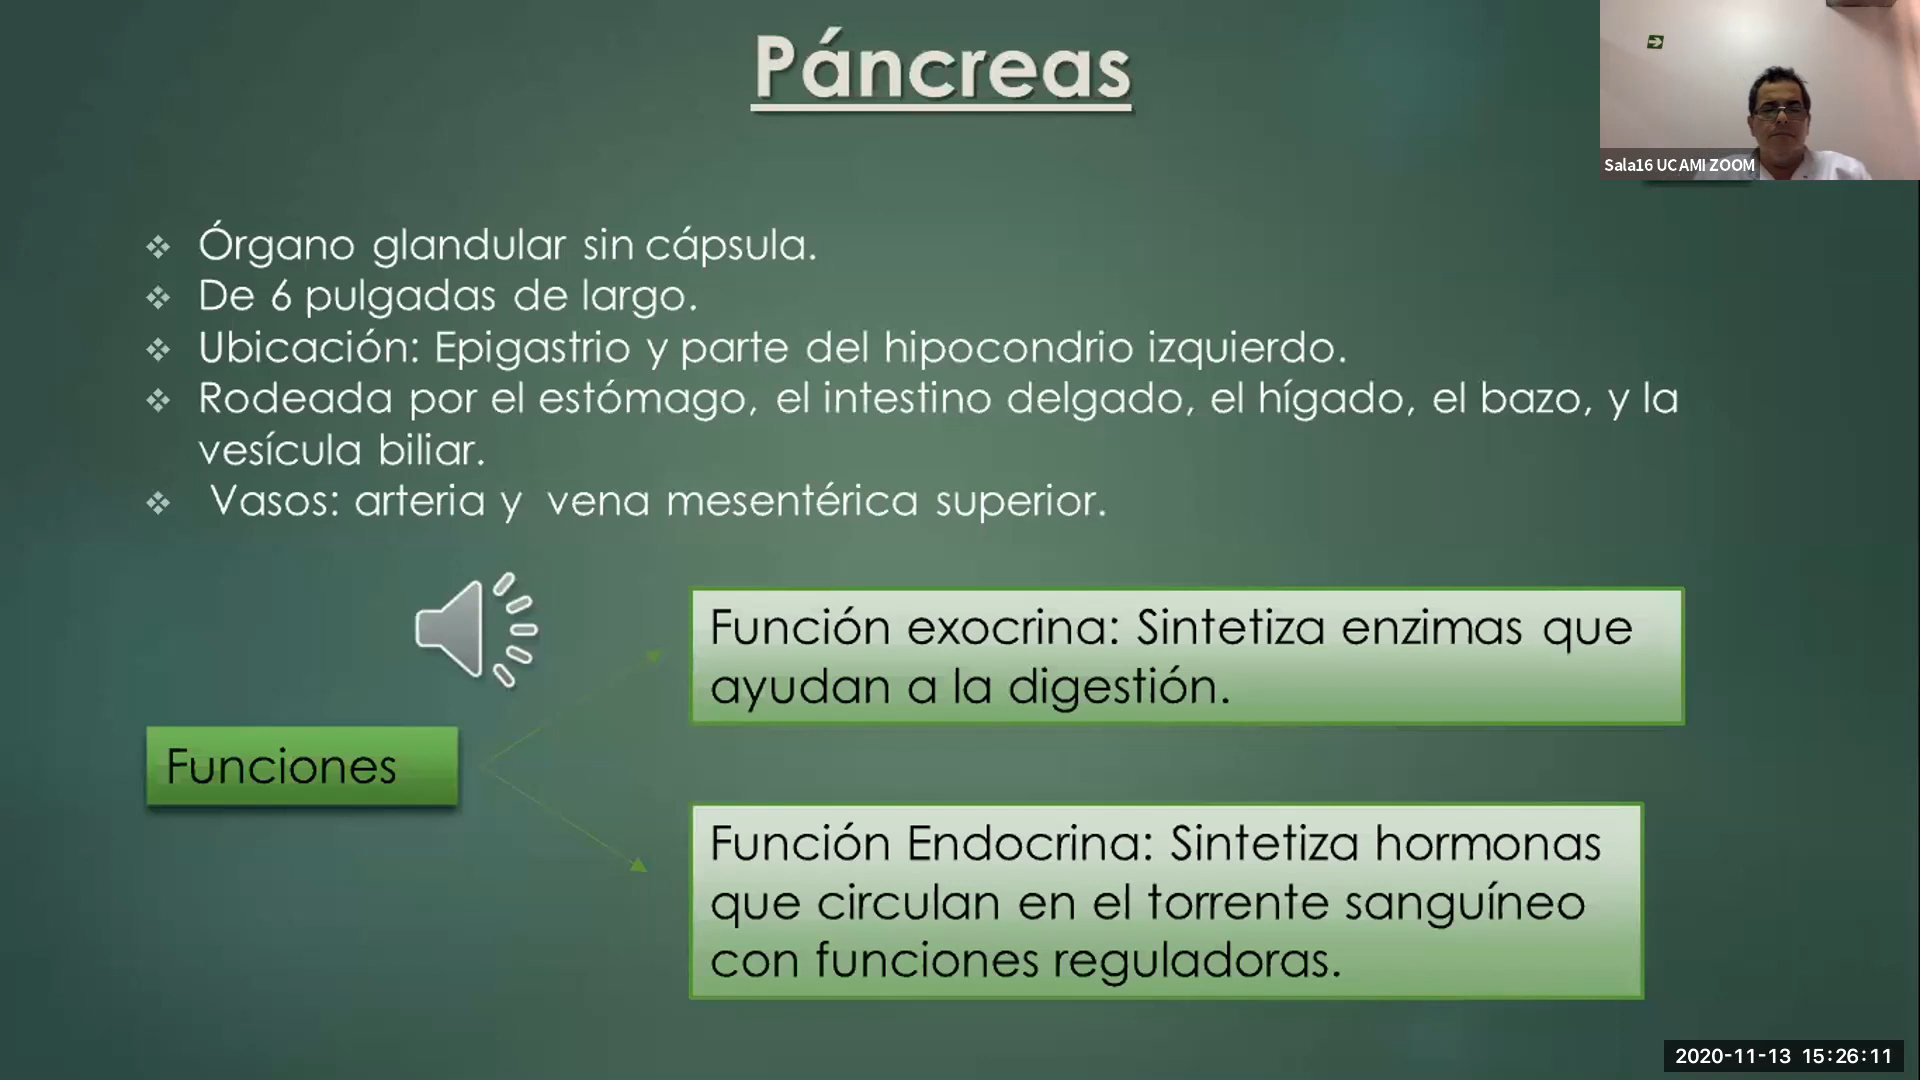 Páncreas
Sala16 UCAMI ZOOM
Órgano glandular sin cápsula.
De 6 pulgadas de largo.
Ubicación: Epigastrio y parte del hipocondrio izquierdo.
Rodeada por el estómago, el intestino delgado, el hígado, el bazo, y la
vesícula biliar.
Vasos: arteria y vena mesentérica superior.
Función exocrina: Sintetiza enzimas que
ayudan a la digestión.
Funciones
Función Endocrina: Sintetiza hormonas
que circulan en el torrente sanguíneo
con funciones reguladoras.
2020-11-13 15:26:11